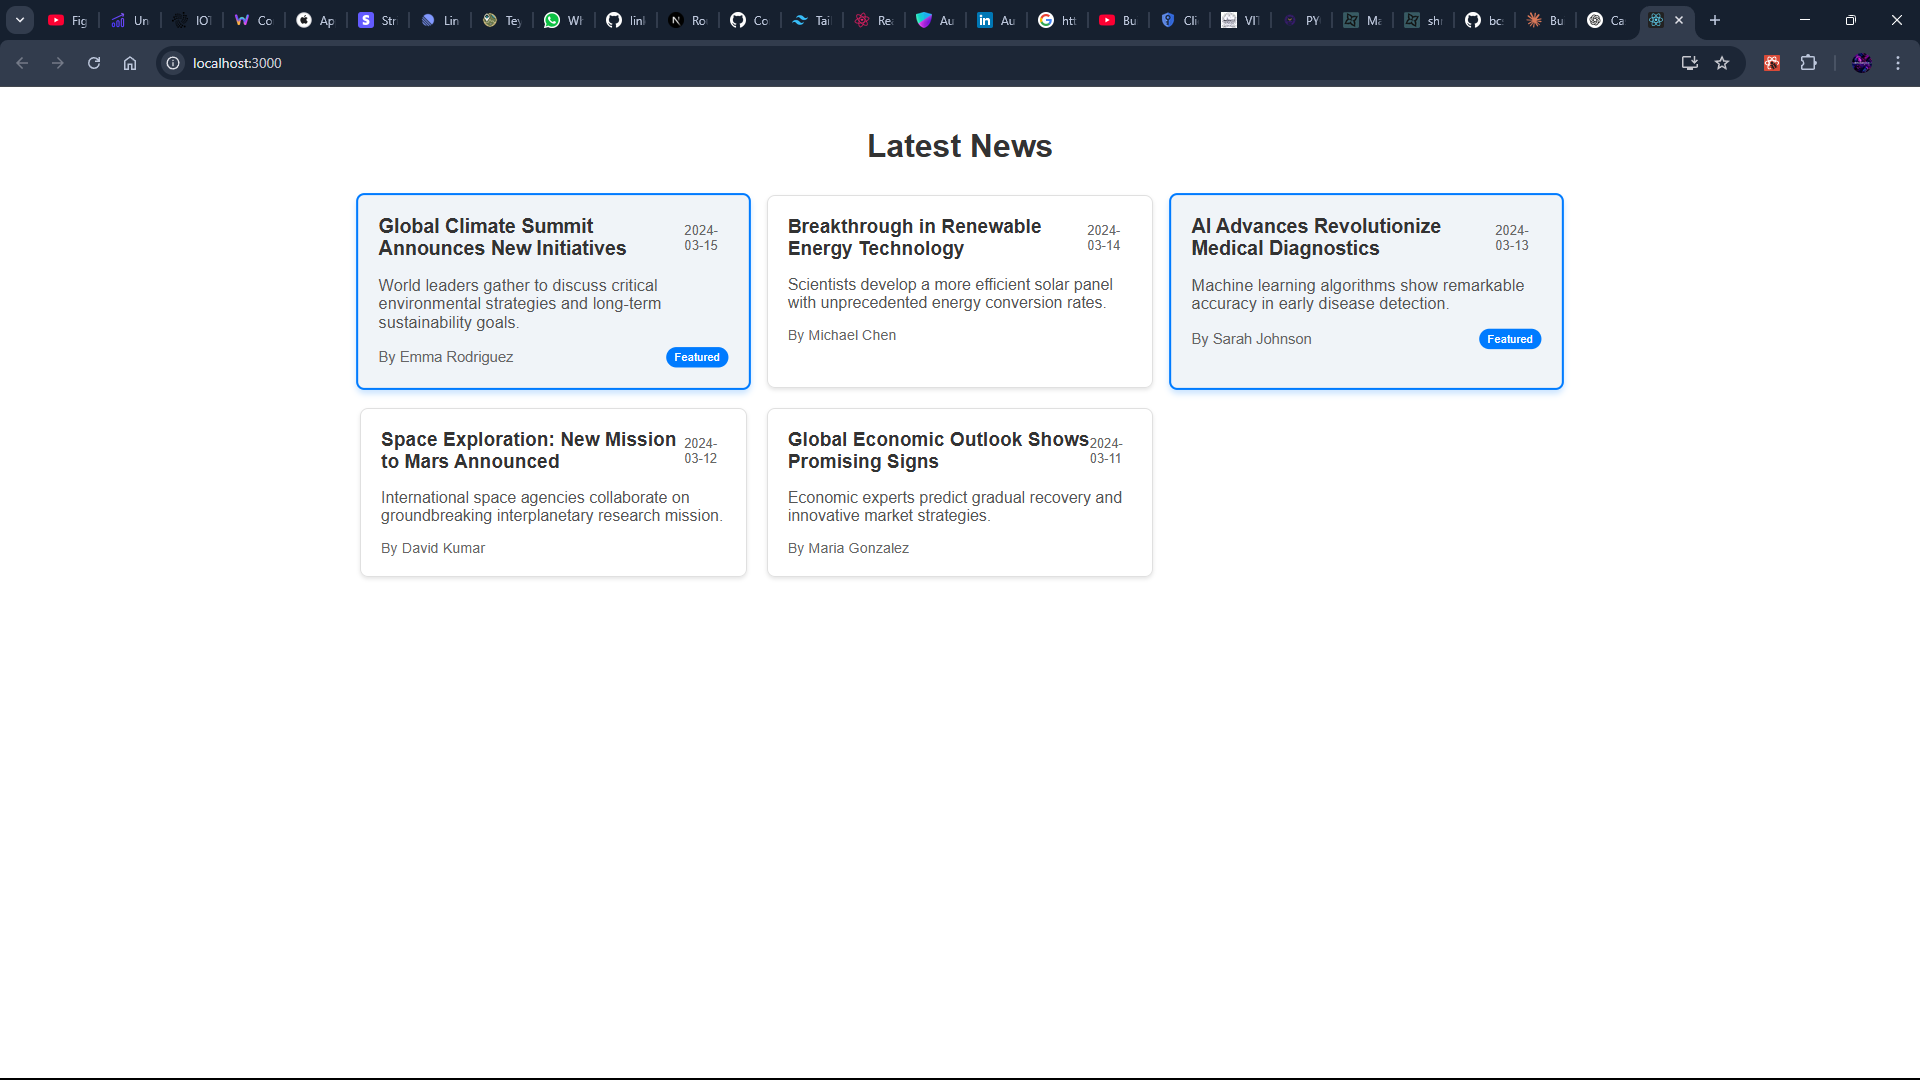 Fig
Un
IOT
Co
Ap
Str
Lin
Tey
Wh
link
Ro
Co
Tail
Rea
Au
Au
htt
Bu
Cli
VIT
PY
Ma
sh
bc
Bu
Ca
localhost:3000
Latest News
Global Climate Summit
Announces New Initiatives
2024-
03-15
World leaders gather to discuss critical
environmental strategies and long-term
sustainability goals.
By Emma Rodriguez
Featured
Breakthrough in Renewable
Energy Technology
2024-
03-14
Scientists develop a more efficient solar panel
with unprecedented energy conversion rates.
By Michael Chen
AI Advances Revolutionize
Medical Diagnostics
2024-
03-13
Machine learning algorithms show remarkable
accuracy in early disease detection.
By Sarah Johnson
Featured
Space Exploration: New Mission
to Mars Announced
2024-
03-12
International space agencies collaborate on
groundbreaking interplanetary research mission.
By David Kumar
Global Economic Outlook Shows
Promising Signs
2024-
03-11
Economic experts predict gradual recovery and
innovative market strategies.
By Maria Gonzalez